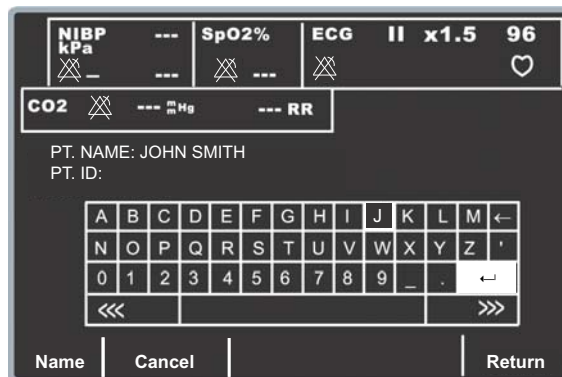 NIBP --- SpO2% ECG II x1.5 96
kPa
– --- ---
CO2 --- mmHg --- RR
PT. NAME: JOHN SMITH
PT. ID:
A B C D E F G H I J K L M ←
N O P Q R S T U V W X Y Z '
0 1 2 3 4 5 6 7 8 9 _ . ↵
<<< >>>
Name Cancel Return